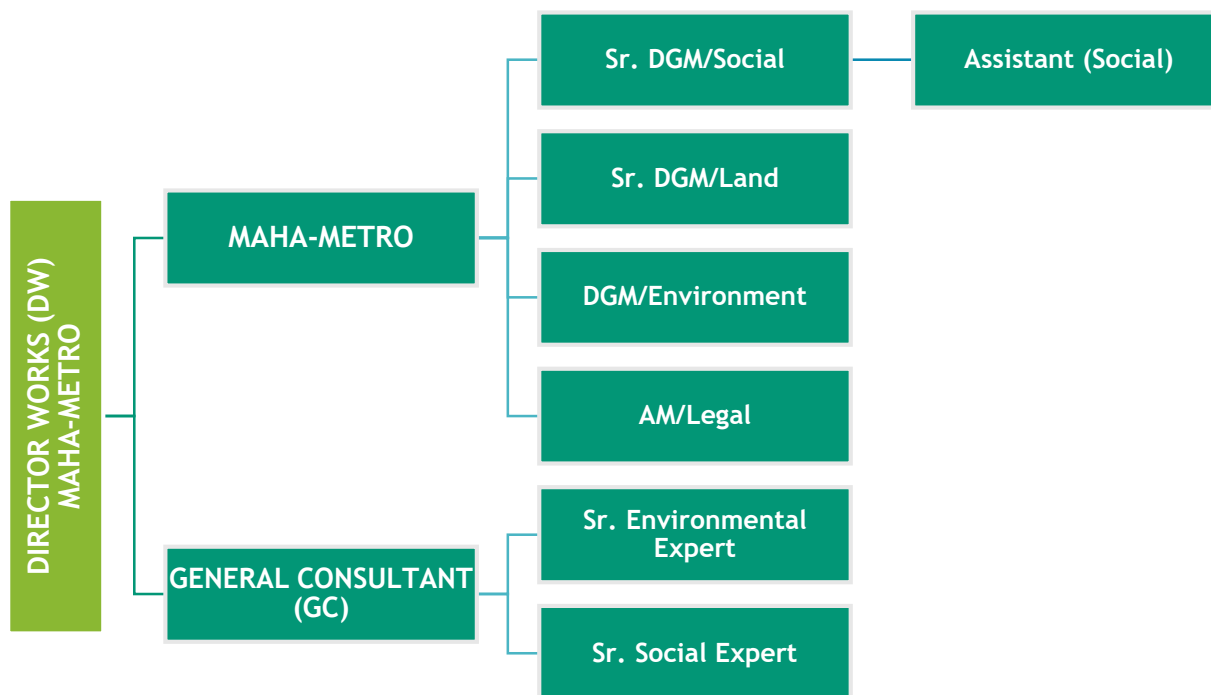 DIRECTOR WORKS (DW)
MAHA-METRO
MAHA-METRO
Sr. DGM/Social
Assistant (Social)
Sr. DGM/Land
DGM/Environment
AM/Legal
GENERAL CONSULTANT
(GC)
Sr. Environmental
Expert
Sr. Social Expert